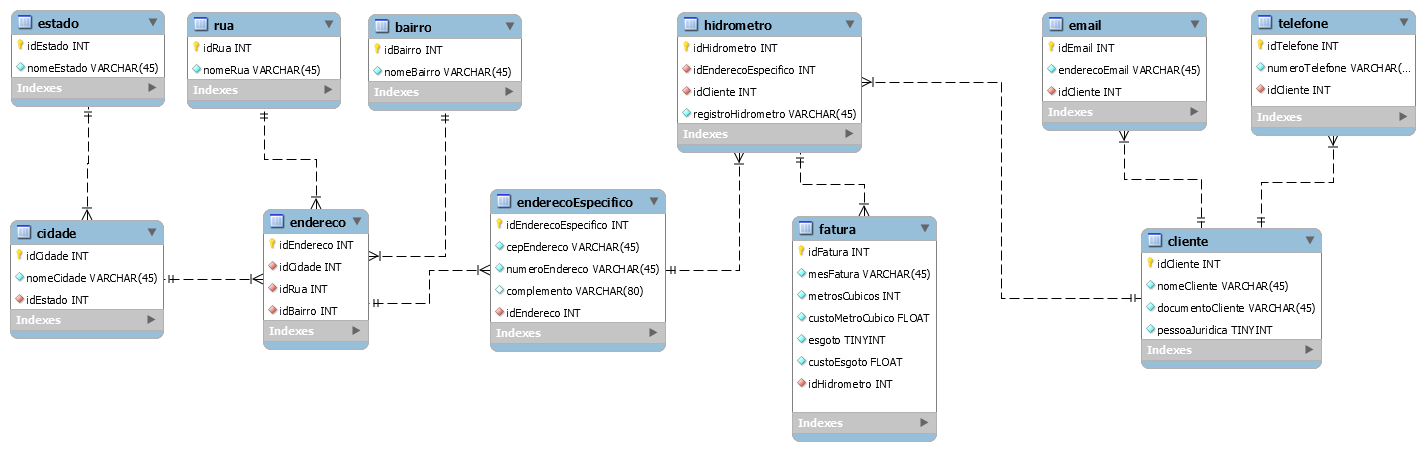 estado
idEstado INT
nomeEstado VARCHAR(45)
Indexes
rua
idRua INT
nomeRua VARCHAR(45)
Indexes
bairro
idBairro INT
nomeBairro VARCHAR(45)
Indexes
hidrometro
idHidrometro INT
idEnderecoEspecifico INT
idCliente INT
registroHidrometro VARCHAR(45)
Indexes
email
idEmail INT
enderecoEmail VARCHAR(45)
idCliente INT
Indexes
telefone
idTelefone INT
numeroTelefone VARCHAR(...
idCliente INT
Indexes
cidade
idCidade INT
nomeCidade VARCHAR(45)
idEstado INT
Indexes
endereco
idEndereco INT
idCidade INT
idRua INT
idBairro INT
Indexes
enderecoEspecifico
idEnderecoEspecifico INT
cepEndereco VARCHAR(45)
numeroEndereco VARCHAR(45)
complemento VARCHAR(80)
idEndereco INT
Indexes
fatura
idFatura INT
mesFatura VARCHAR(45)
metrosCubicos INT
custoMetroCubico FLOAT
esgoto TINYINT
custoEsgoto FLOAT
idHidrometro INT
Indexes
cliente
idCliente INT
nomeCliente VARCHAR(45)
documentoCliente VARCHAR(45)
pessoaJuridica TINYINT
Indexes